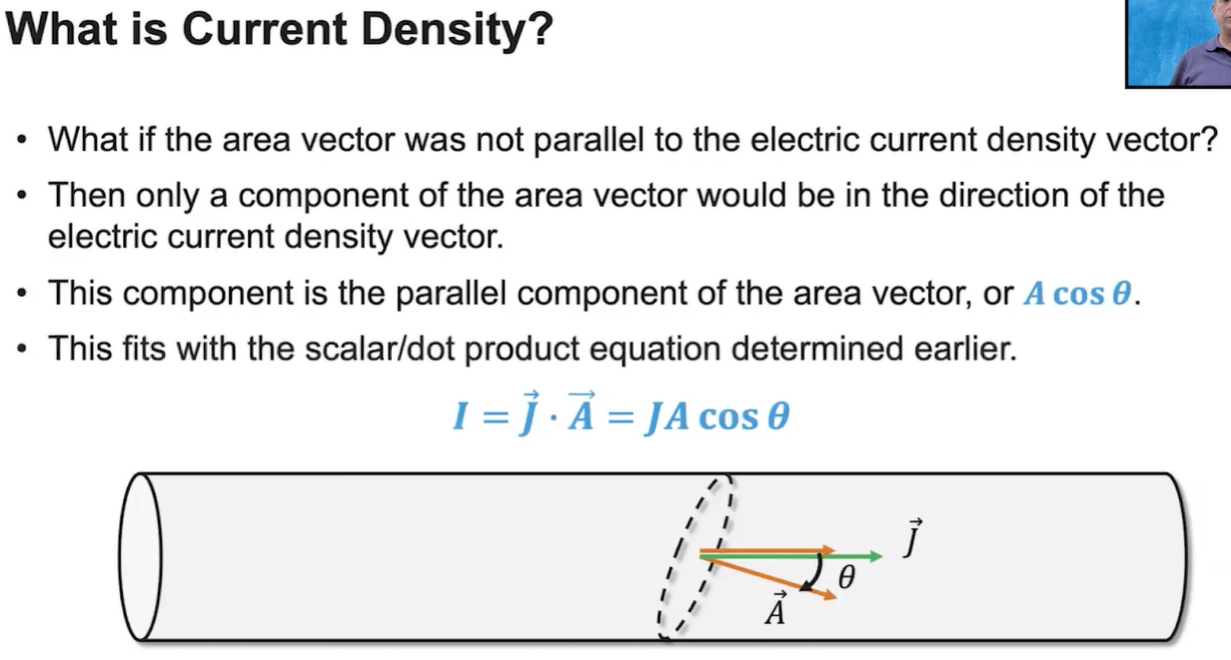 What is Current Density?
• What if the area vector was not parallel to the electric current density vector?
• Then only a component of the area vector would be in the direction of the
electric current density vector.
• This component is the parallel component of the area vector, or A cos θ.
• This fits with the scalar/dot product equation determined earlier.
I = J⃗ · A⃗ = JA cos θ
J⃗
θ
A⃗